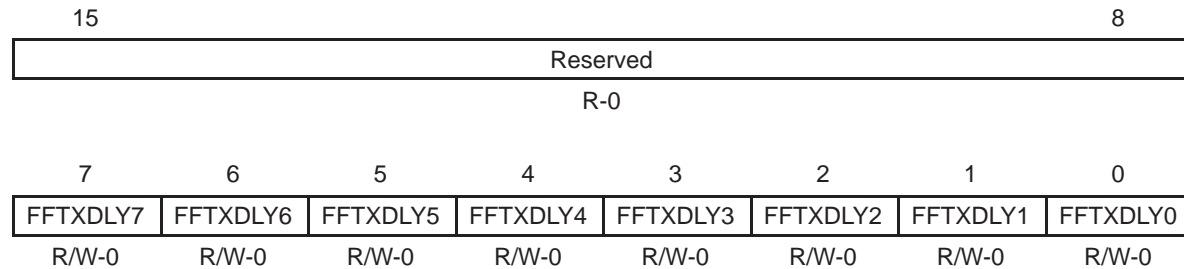 15 8
Reserved
R-0
7 6 5 4 3 2 1 0
FFTXDLY7 FFTXDLY6 FFTXDLY5 FFTXDLY4 FFTXDLY3 FFTXDLY2 FFTXDLY1 FFTXDLY0
R/W-0 R/W-0 R/W-0 R/W-0 R/W-0 R/W-0 R/W-0 R/W-0